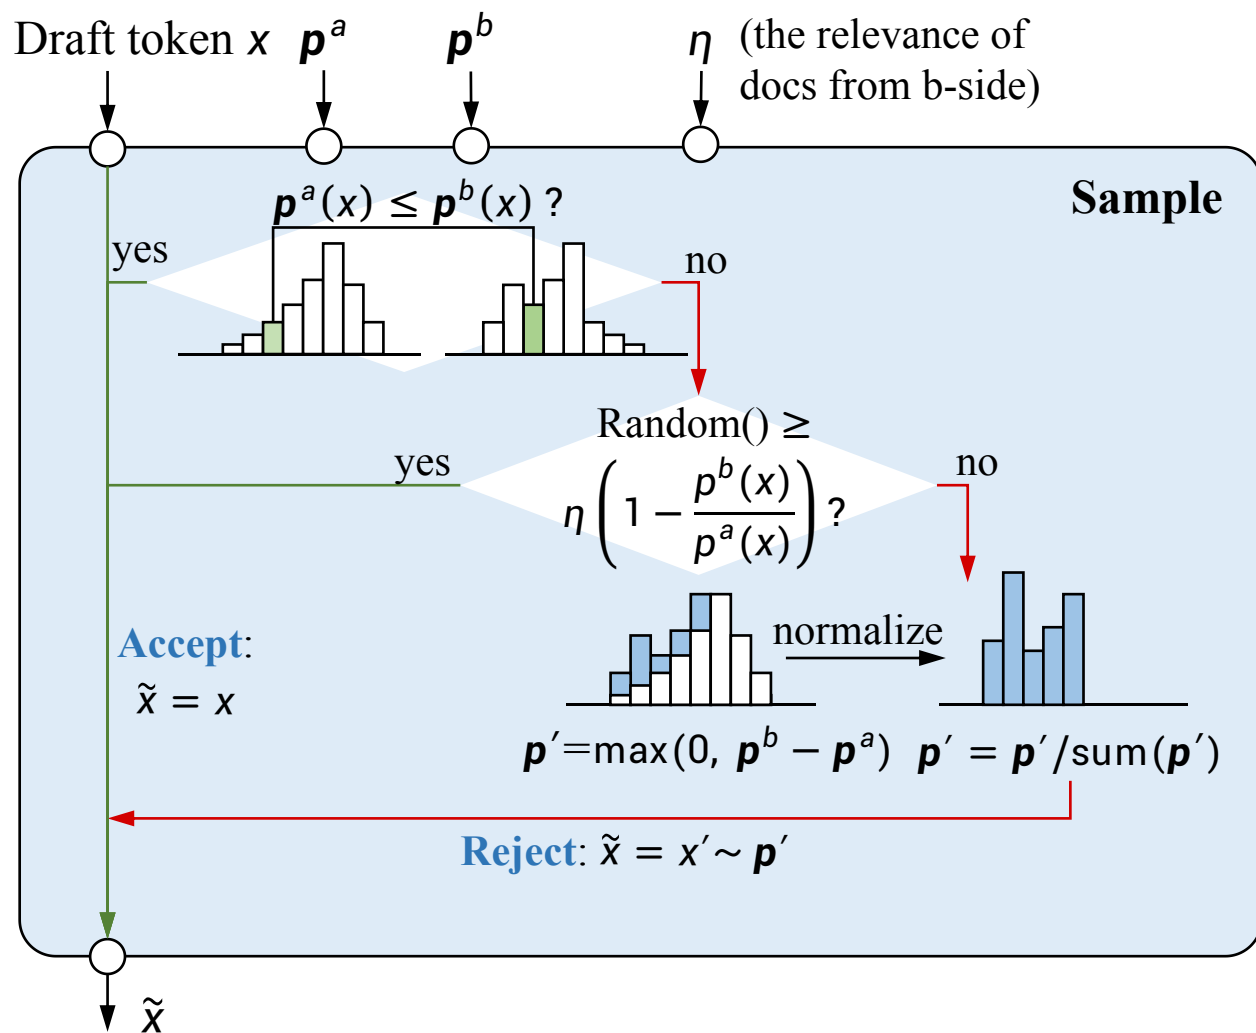 Draft token x p^a p^b η (the relevance of
docs from b-side)
Sample
p^a(x) ≤ p^b(x) ?
yes
no
Random() ≥
η(1 − p^b(x)/p^a(x)) ?
yes
no
Accept:
x̃ = x
normalize
p′=max(0, p^b − p^a)
p′ = p′/sum(p′)
Reject: x̃ = x′ ~ p′
x̃